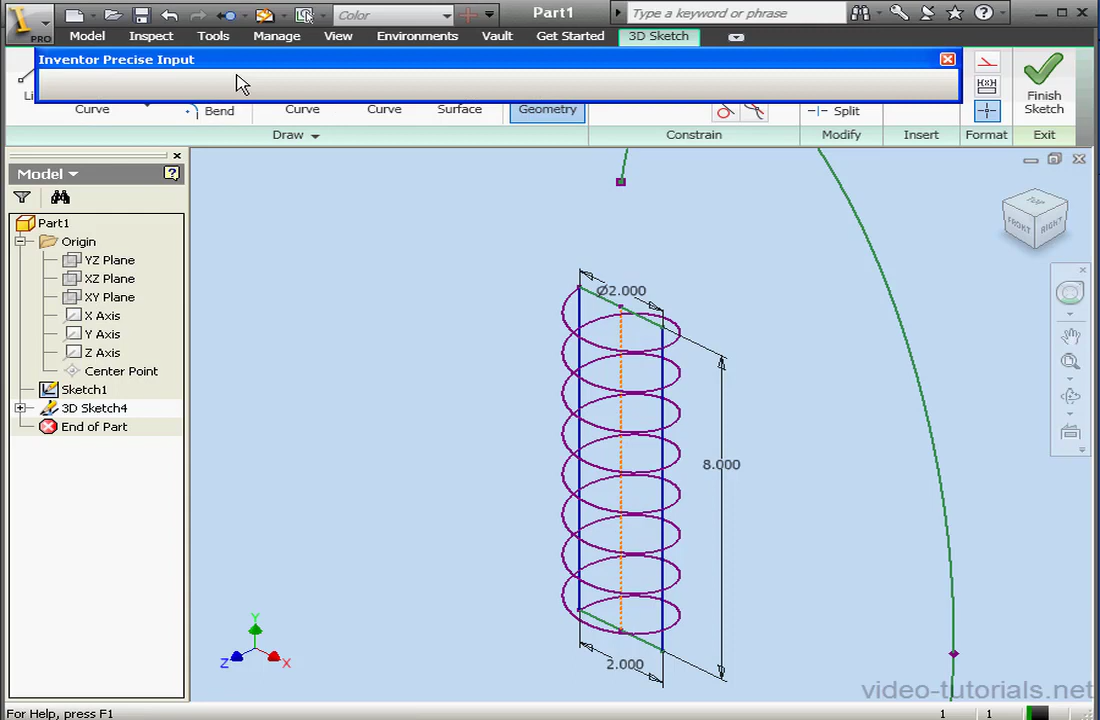 PRO
Color
Part1
Type a keyword or phrase
Model Inspect Tools Manage View Environments Vault Get Started 3D Sketch
Inventor Precise Input
Curve Bend Curve Curve Surface Geometry Split Finish
Sketch
Draw Constrain Modify Insert Format Exit
Model
Part1
Origin
YZ Plane
XZ Plane
XY Plane
X Axis
Y Axis
Z Axis
Center Point
Sketch1
3D Sketch4
End of Part
TOP
FRONT RIGHT
Ø2.000
8.000
2.000
Y
Z X
video-tutorials.net
For Help, press F1 1 1